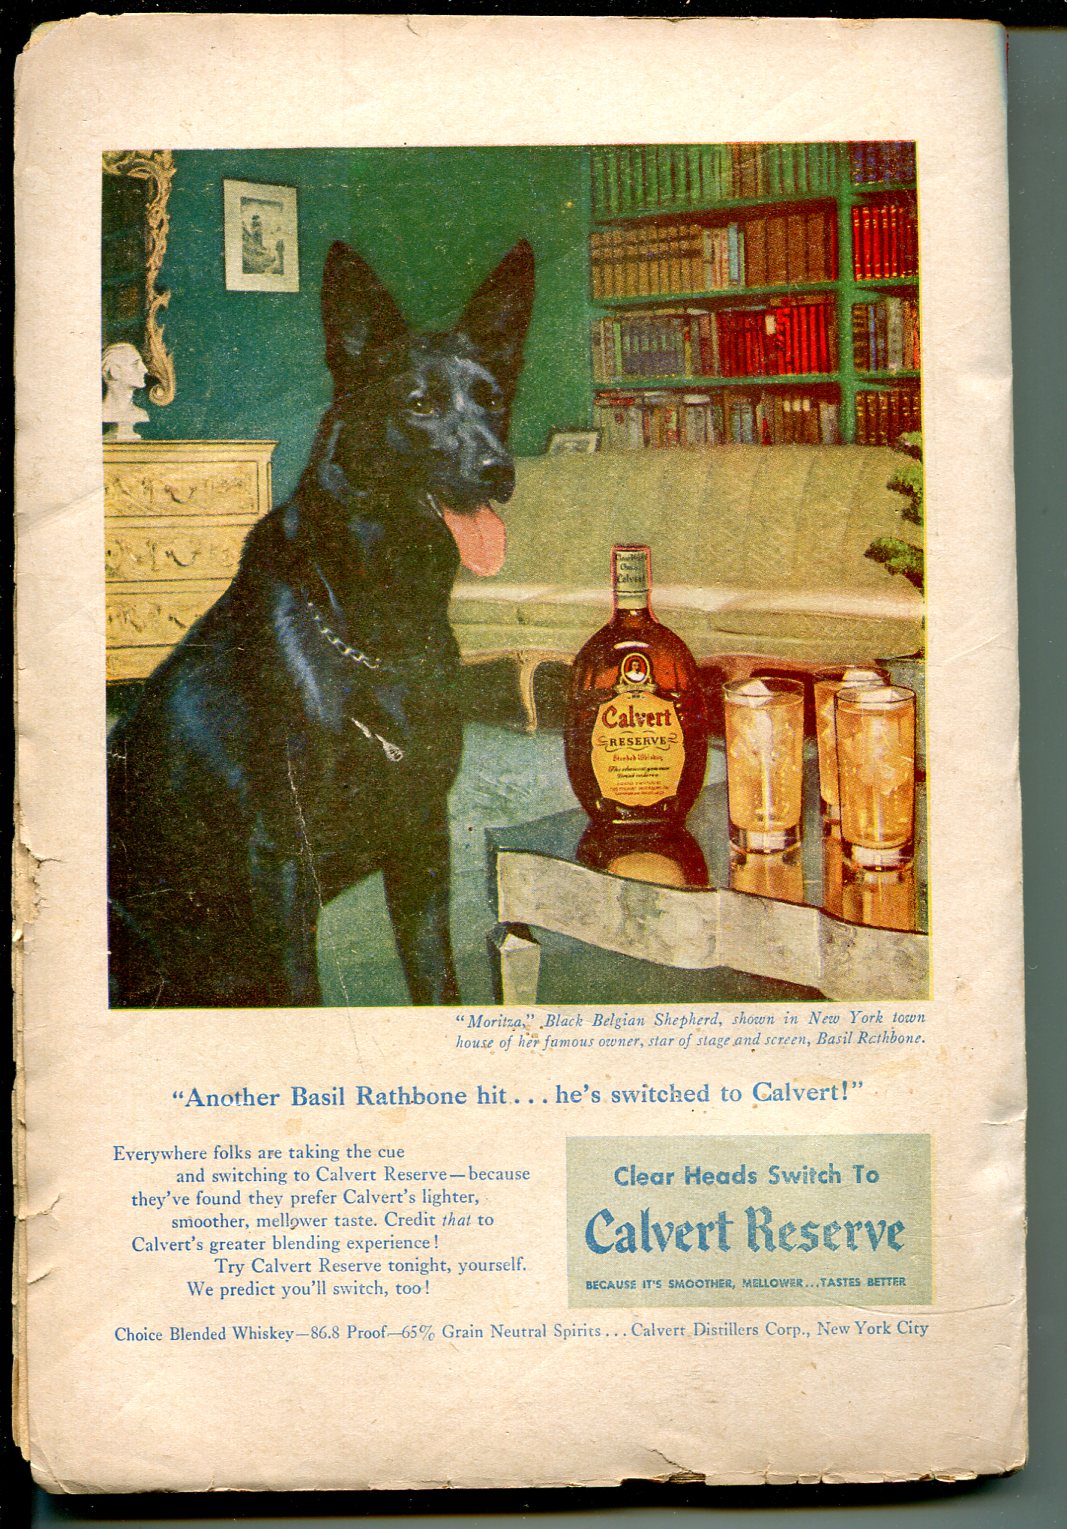 Calvert
Calvert
RESERVE
Blended Whiskey
"Moritza," Black Belgian Shepherd, shown in New York town
house of her famous owner, star of stage and screen, Basil Rathbone.
"Another Basil Rathbone hit... he's switched to Calvert!"
Everywhere folks are taking the cue
and switching to Calvert Reserve—because
they've found they prefer Calvert's lighter,
smoother, mellower taste. Credit that to
Calvert's greater blending experience!
Try Calvert Reserve tonight, yourself.
We predict you'll switch, too!
Clear Heads Switch To
Calvert Reserve
BECAUSE IT'S SMOOTHER, MELLOWER...TASTES BETTER
Choice Blended Whiskey—86.8 Proof—65% Grain Neutral Spirits... Calvert Distillers Corp., New York City